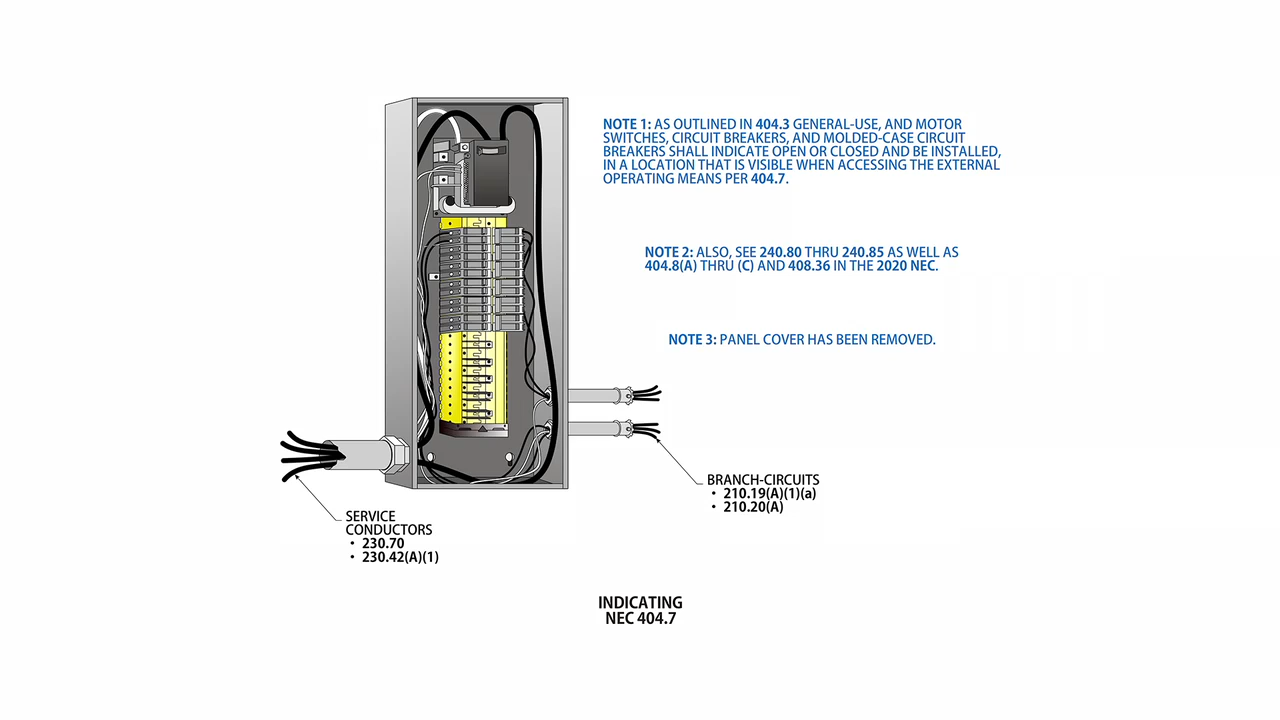 NOTE 1: AS OUTLINED IN 404.3 GENERAL-USE, AND MOTOR
SWITCHES, CIRCUIT BREAKERS, AND MOLDED-CASE CIRCUIT
BREAKERS SHALL INDICATE OPEN OR CLOSED AND BE INSTALLED,
IN A LOCATION THAT IS VISIBLE WHEN ACCESSING THE EXTERNAL
OPERATING MEANS PER 404.7.
NOTE 2: ALSO, SEE 240.80 THRU 240.85 AS WELL AS
404.8(A) THRU (C) AND 408.36 IN THE 2020 NEC.
NOTE 3: PANEL COVER HAS BEEN REMOVED.
BRANCH-CIRCUITS
• 210.19(A)(1)(a)
• 210.20(A)
SERVICE
CONDUCTORS
• 230.70
• 230.42(A)(1)
INDICATING
NEC 404.7